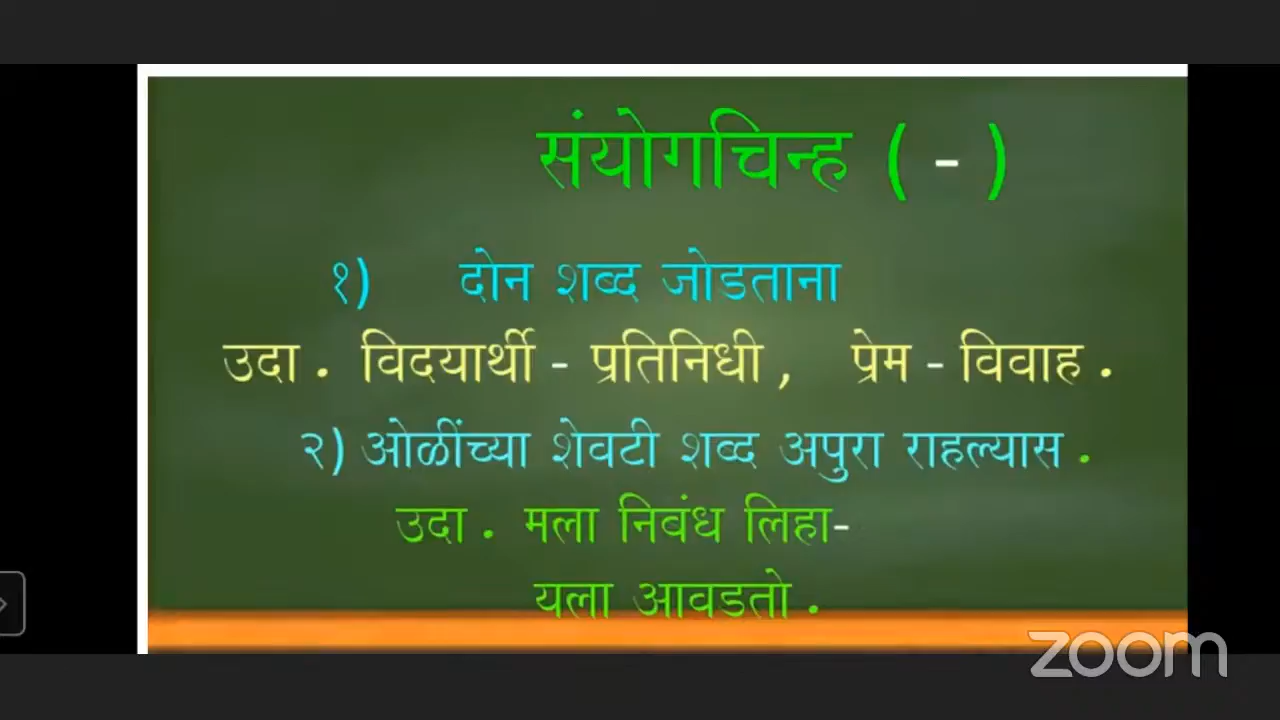 संयोगचिन्ह ( - )
१) दोन शब्द जोडताना
उदा . विदयार्थी - प्रतिनिधी , प्रेम - विवाह .
२) ओळींच्या शेवटी शब्द अपुरा राहल्यास .
उदा . मला निबंध लिहा-
यला आवडतो .
zoom